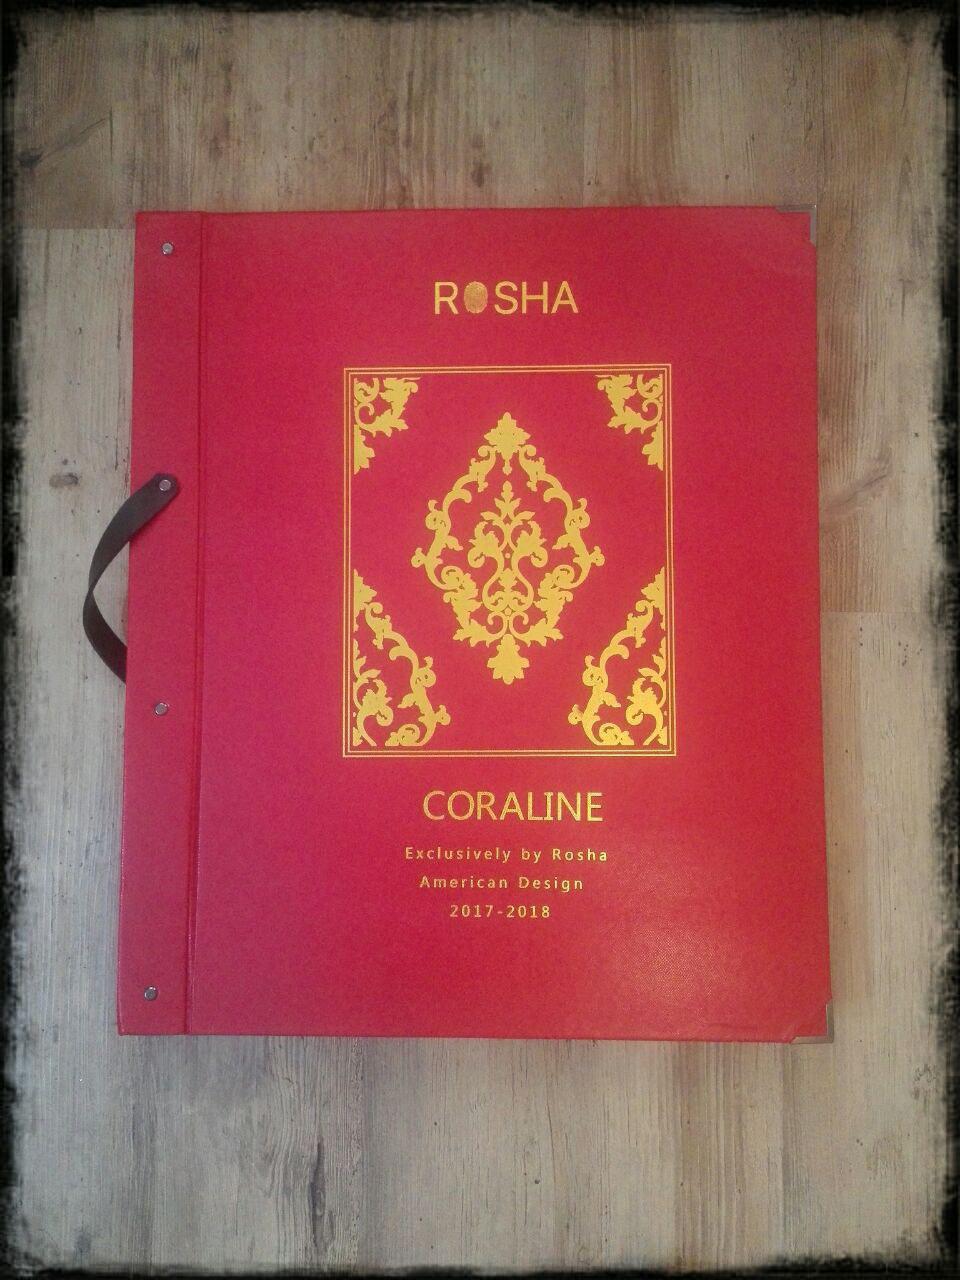 ROSHA
CORALINE
Exclusively by Rosha
American Design
2017-2018